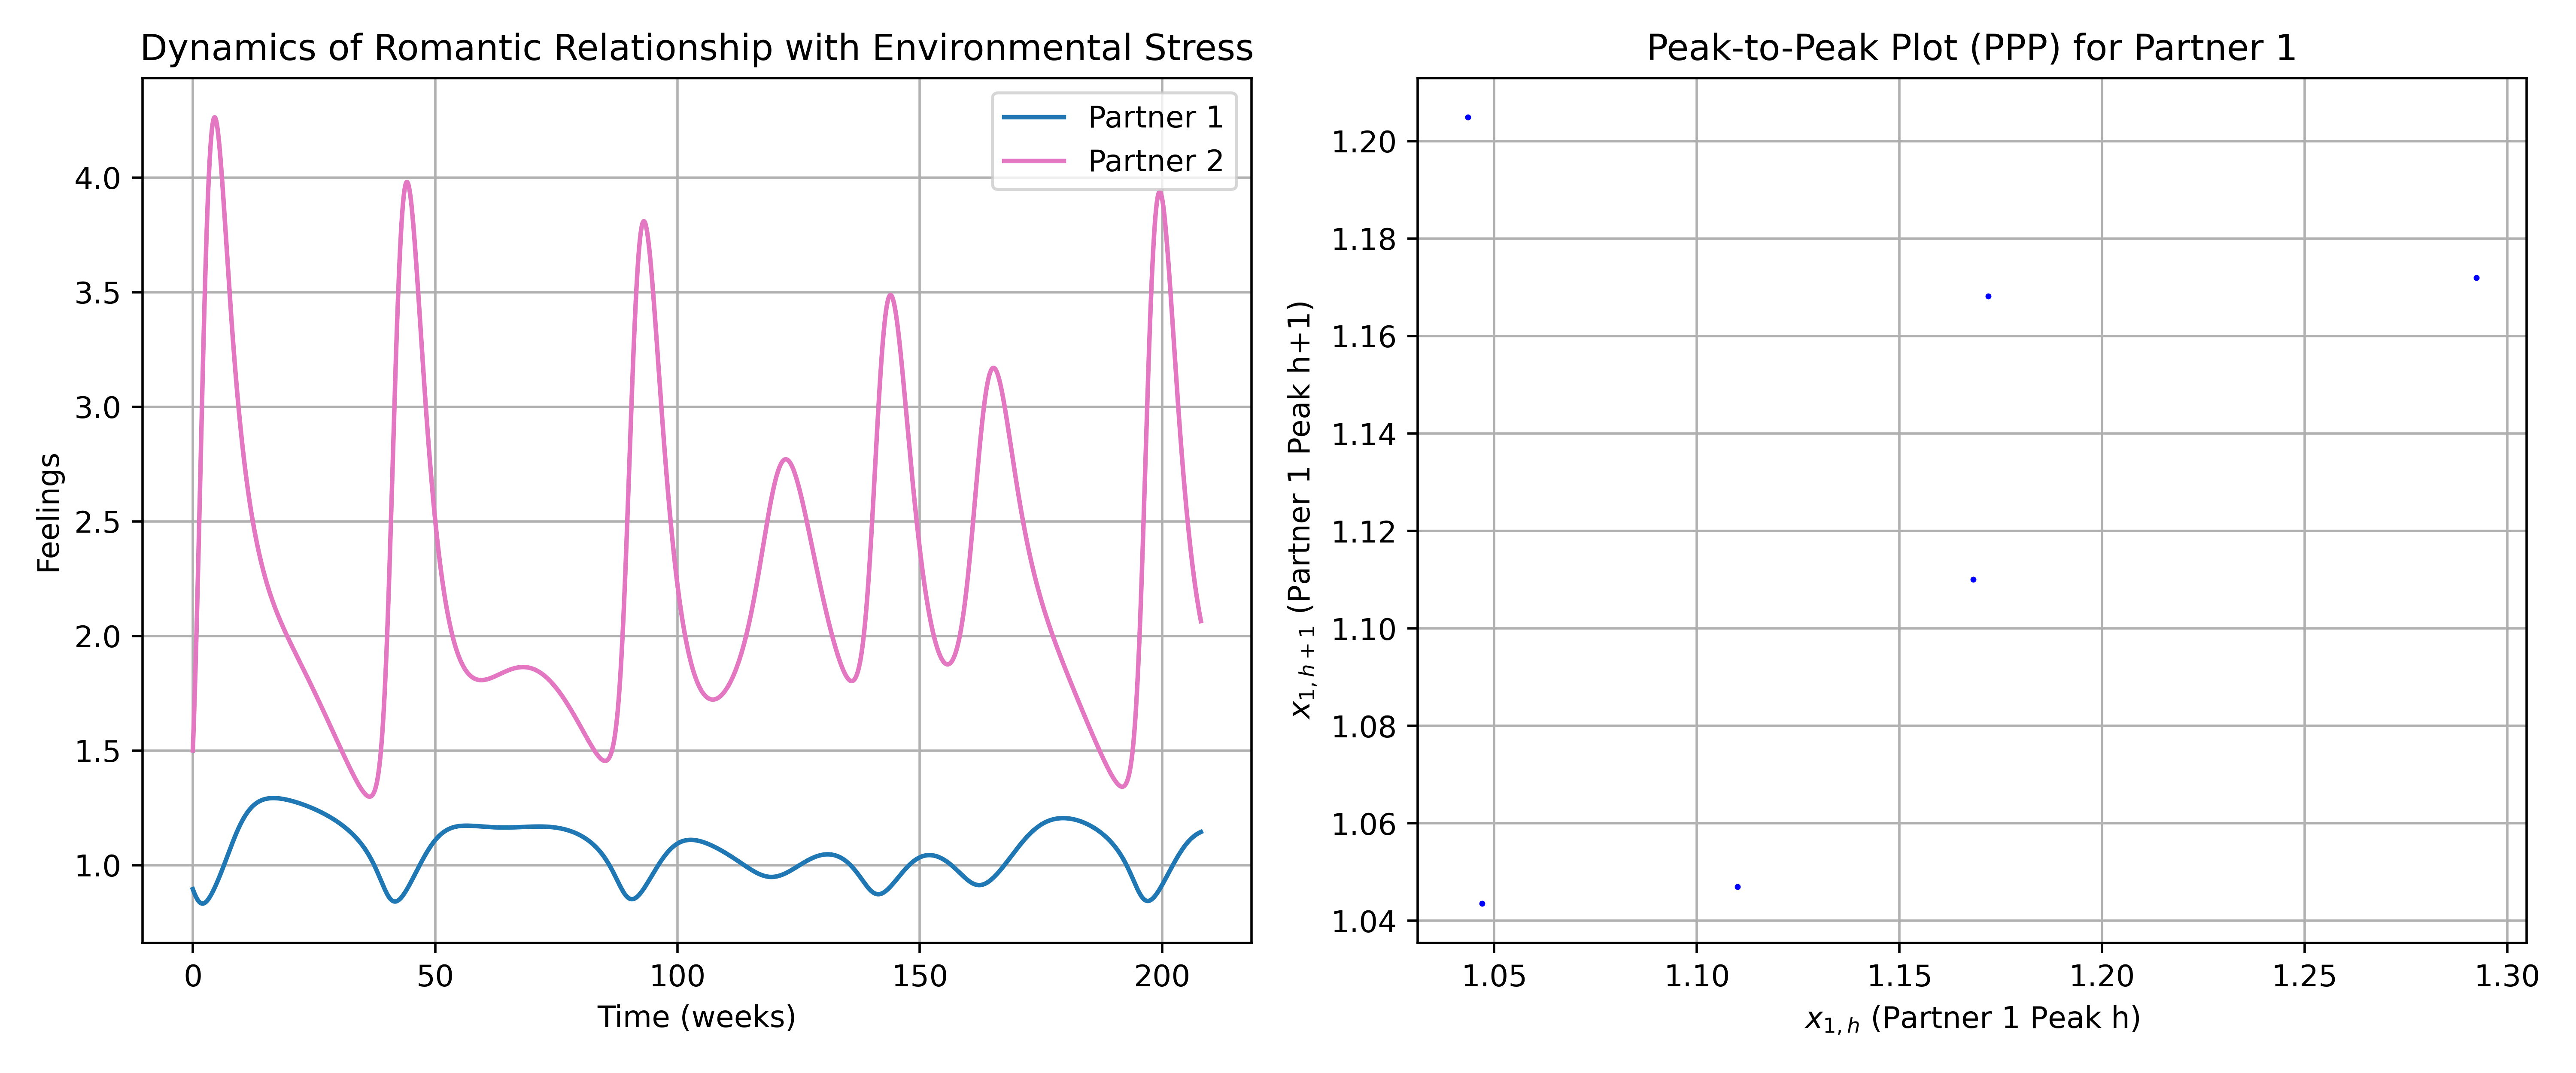 Dynamics of Romantic Relationship with Environmental Stress
Partner 1
Partner 2
4.0
3.5
3.0
2.5
2.0
1.5
1.0
Feelings
0 50 100 150 200
Time (weeks)
Peak-to-Peak Plot (PPP) for Partner 1
1.20
1.18
1.16
1.14
1.12
1.10
1.08
1.06
1.04
x1, h + 1 (Partner 1 Peak h+1)
1.05 1.10 1.15 1.20 1.25 1.30
x1, h (Partner 1 Peak h)